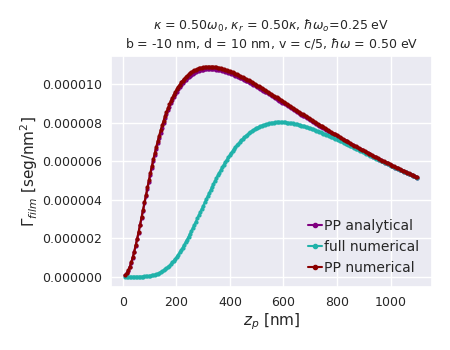 κ = 0.50ω₀, κᵣ = 0.50κ, ℏωₒ=0.25 eV
b = -10 nm, d = 10 nm, v = c/5, ℏω = 0.50 eV
0.000010
0.000008
0.000006
0.000004
0.000002
0.000000
Γ_film [seg/nm²]
PP analytical
full numerical
PP numerical
0 200 400 600 800 1000
z_p [nm]